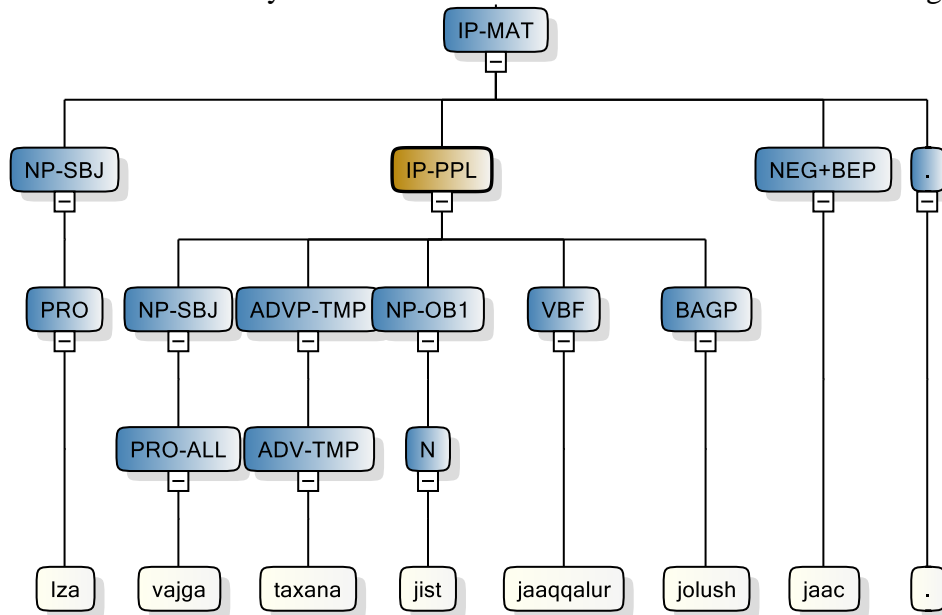 IP-MAT
NP-SBJ IP-PPL NEG+BEP .
PRO NP-SBJ ADVP-TMP NP-OB1 VBF BAGP
PRO-ALL ADV-TMP N
Iza vajga taxana jist jaaqqalur jolush jaac .